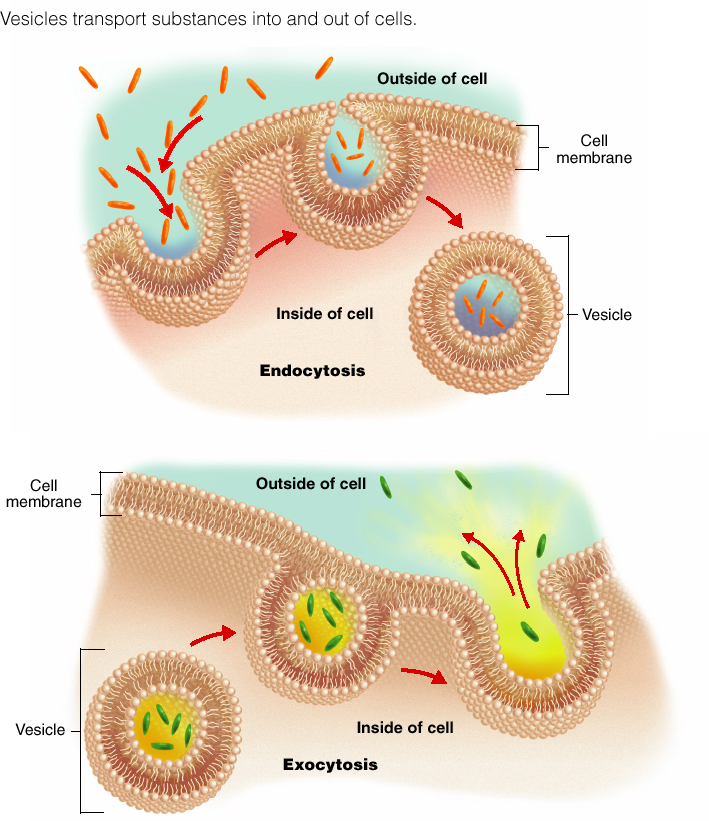 Vesicles transport substances into and out of cells.
Outside of cell
Cell
membrane
Inside of cell
Vesicle
Endocytosis
Cell
membrane
Outside of cell
Vesicle
Inside of cell
Exocytosis